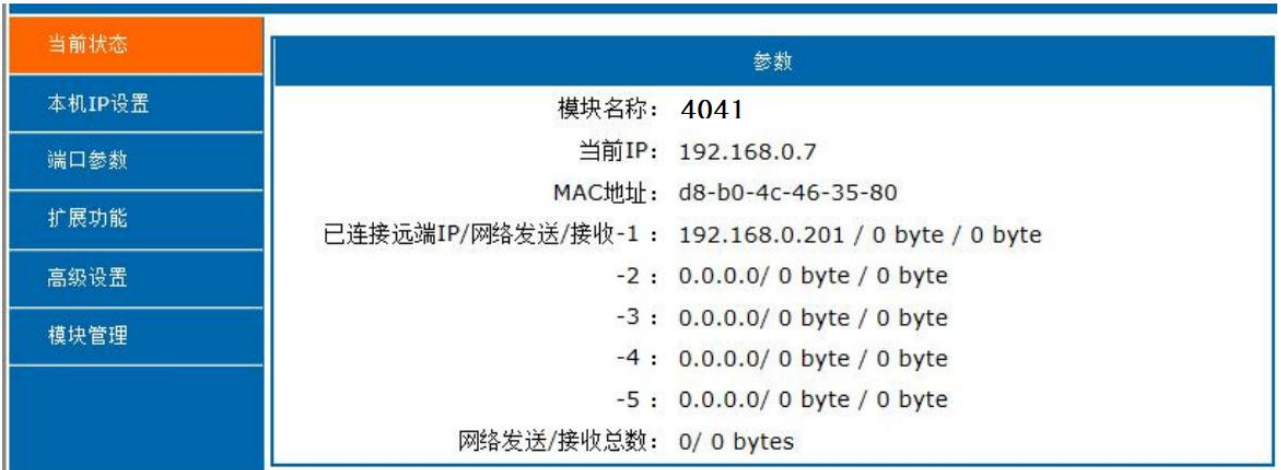 当前状态
本机IP设置
端口参数
扩展功能
高级设置
模块管理
参数
模块名称： 4041
当前IP： 192.168.0.7
MAC地址： d8-b0-4c-46-35-80
已连接远端IP/网络发送/接收-1： 192.168.0.201 / 0 byte / 0 byte
-2： 0.0.0.0/ 0 byte / 0 byte
-3： 0.0.0.0/ 0 byte / 0 byte
-4： 0.0.0.0/ 0 byte / 0 byte
-5： 0.0.0.0/ 0 byte / 0 byte
网络发送/接收总数： 0/ 0 bytes